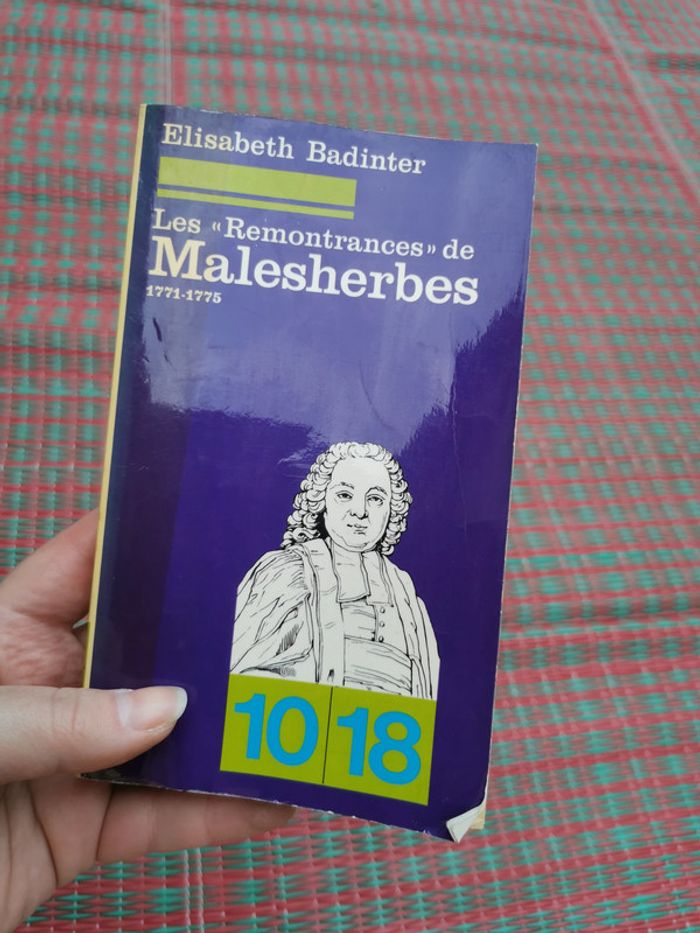 Elisabeth Badinter
Les « Remontrances » de
Malesherbes
1771-1775
10 18